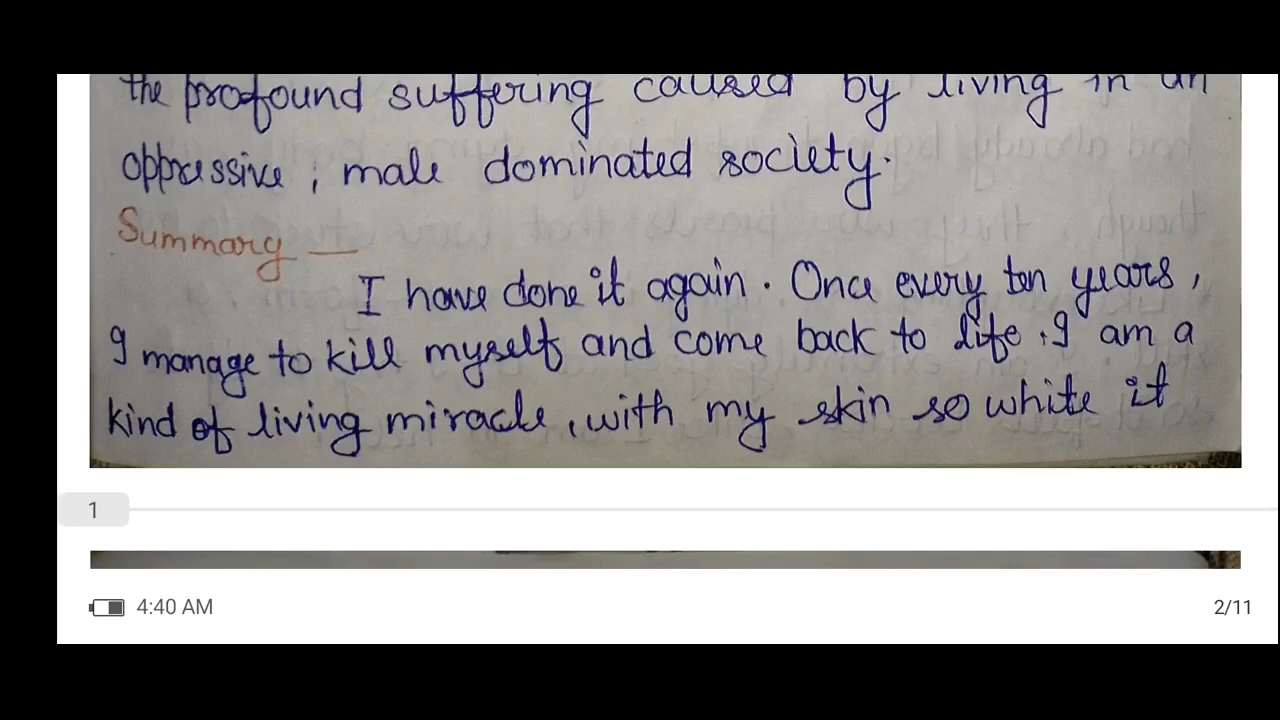 the profound suffering caused by living in an
oppressive, male dominated society.
Summary —
I have done it again. Once every ten years,
I manage to kill myself and come back to life. I am a
kind of living miracle, with my skin so white it
1
4:40 AM
2/11